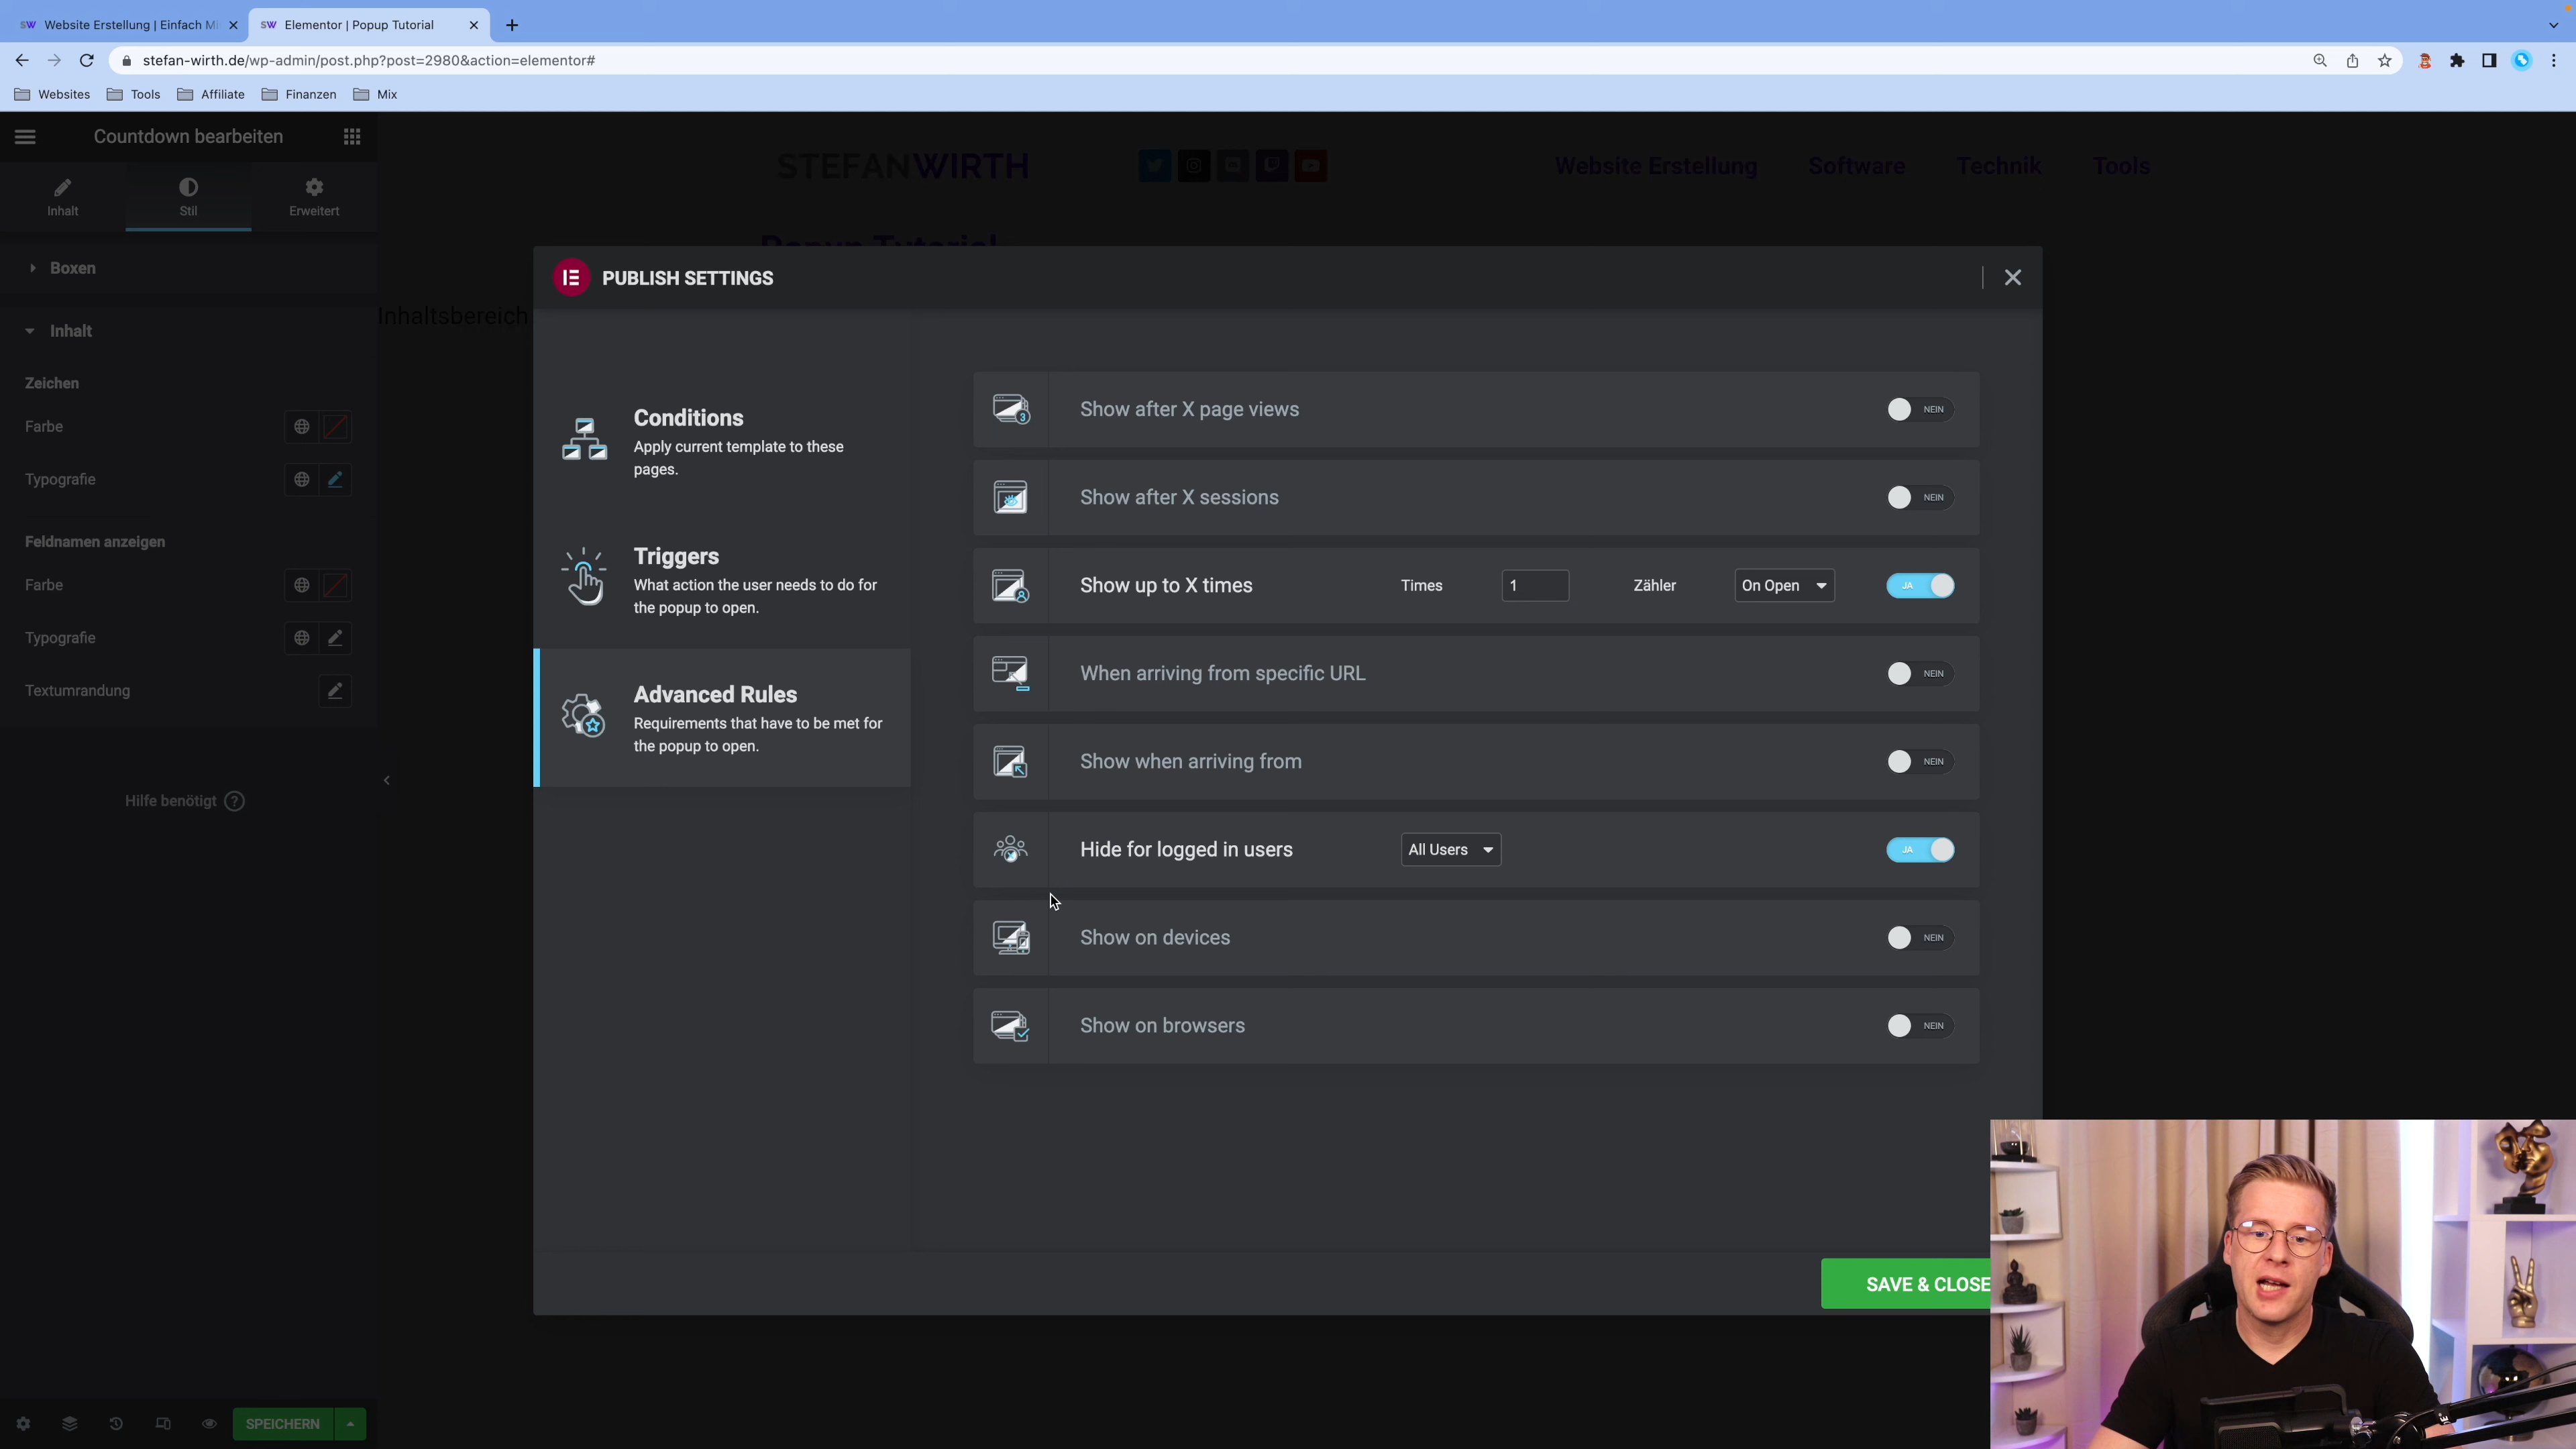 SW Website Erstellung | Einfach Mi
SW Elementor | Popup Tutorial
stefan-wirth.de/wp-admin/post.php?post=2980&action=elementor#
Websites Tools Affiliate Finanzen Mix
Countdown bearbeiten
Inhalt Stil Erweitert
STEFANWIRTH
Website Erstellung Software Technik Tools
Popup Tutorial
Inhaltsbereich
Boxen
Inhalt
Zeichen
Farbe
Typografie
Feldnamen anzeigen
Farbe
Typografie
Textumrandung
Hilfe benötigt ?
SPEICHERN
PUBLISH SETTINGS
Conditions
Apply current template to these
pages.
Triggers
What action the user needs to do for
the popup to open.
Advanced Rules
Requirements that have to be met for
the popup to open.
3 Show after X page views NEIN
Show after X sessions NEIN
Show up to X times Times 1 Zähler On Open JA
When arriving from specific URL NEIN
Show when arriving from NEIN
Hide for logged in users All Users JA
Show on devices NEIN
Show on browsers NEIN
SAVE & CLOSE